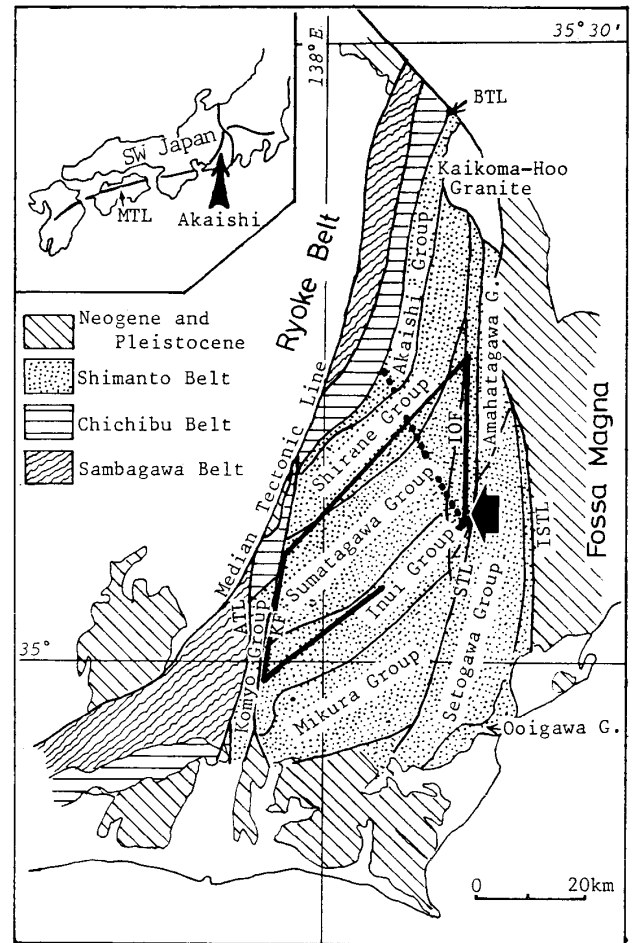 138°E.
35°30'
SW Japan
MTL
Akaishi
BTL
Kaikoma-Hoo
Granite
Ryoke Belt
Neogene and
Pleistocene
Shimanto Belt
Chichibu Belt
Sambagawa Belt
Akaishi Group
Amahatagawa G.
Shirane Group
IOF
Median Tectonic Line
Sumatagawa Group
Fossa Magna
ISTL
Inui Group
STL
ATL
KF
Komyo Group
35°
Setogawa Group
Mikura Group
Ooigawa G.
0 20km